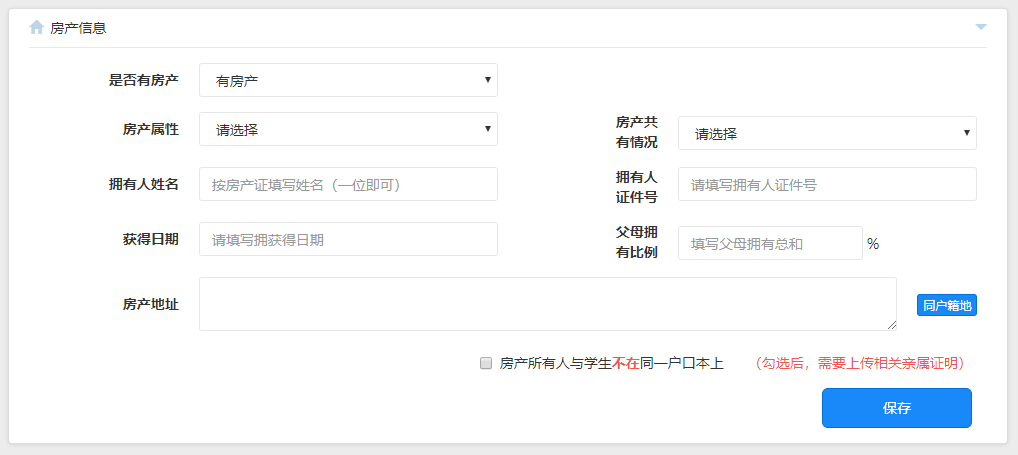 房产信息
是否有房产 有房产
房产属性 请选择
房产共
有情况 请选择
拥有人姓名 按房产证填写姓名（一位即可）
拥有人
证件号 请填写拥有人证件号
获得日期 请填写拥获得日期
父母拥
有比例 填写父母拥有总和 %
房产地址 同户籍地
房产所有人与学生不在同一户口本上 （勾选后，需要上传相关亲属证明）
保存